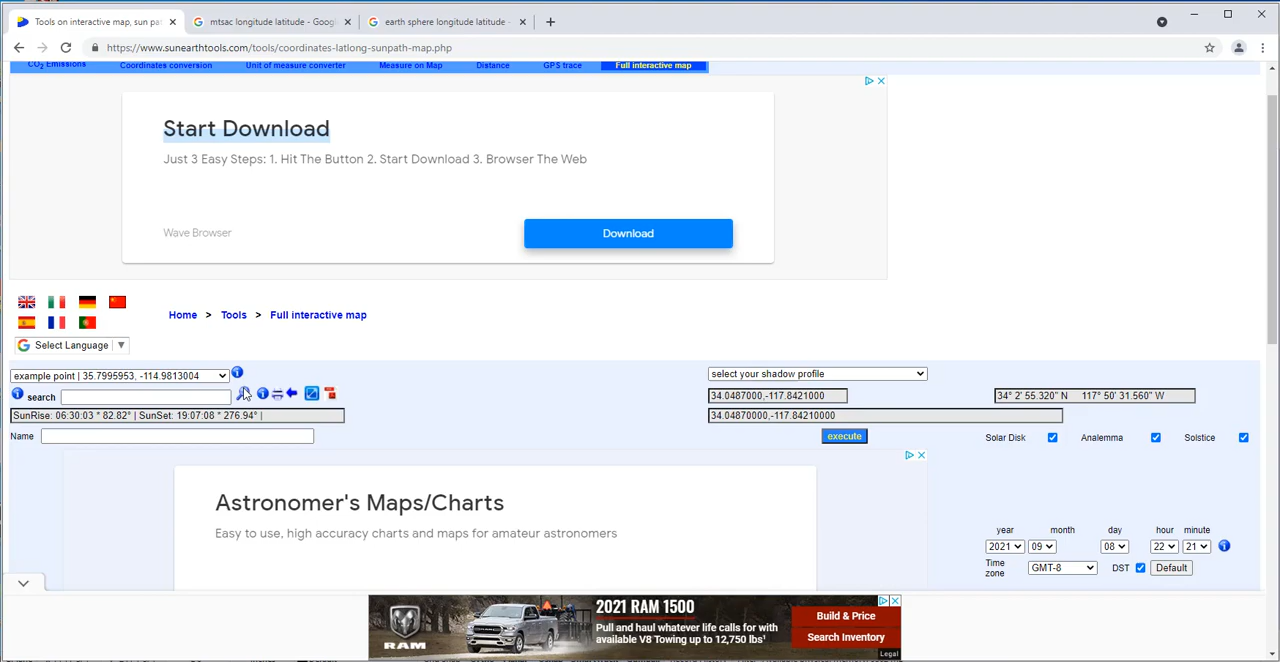 Tools on interactive map, sun pa
mtsac longitude latitude - Goog
earth sphere longitude latitude -
https://www.sunearthtools.com/tools/coordinates-latlong-sunpath-map.php
CO2 Emissions
Coordinates conversion
Unit of measure converter
Measure on Map
Distance
GPS trace
Full interactive map
Start Download
Just 3 Easy Steps: 1. Hit The Button 2. Start Download 3. Browser The Web
Wave Browser
Download
Home > Tools > Full interactive map
Select Language
example point | 35.7995953, -114.9813004
select your shadow profile
search
34.0487000,-117.8421000
34° 2' 55.320" N 117° 50' 31.560" W
SunRise: 06:30:03 * 82.82° | SunSet: 19:07:08 * 276.94° |
34.04870000,-117.84210000
Name
execute
Solar Disk
Analemma
Solstice
Astronomer's Maps/Charts
Easy to use, high accuracy charts and maps for amateur astronomers
year month day hour minute
2021 09 08 22 21
Time zone
GMT-8
DST
Default
RAM
2021 RAM 1500
Pull and haul whatever life calls for with
available V8 Towing up to 12,750 lbs¹
Build & Price
Search Inventory
Legal